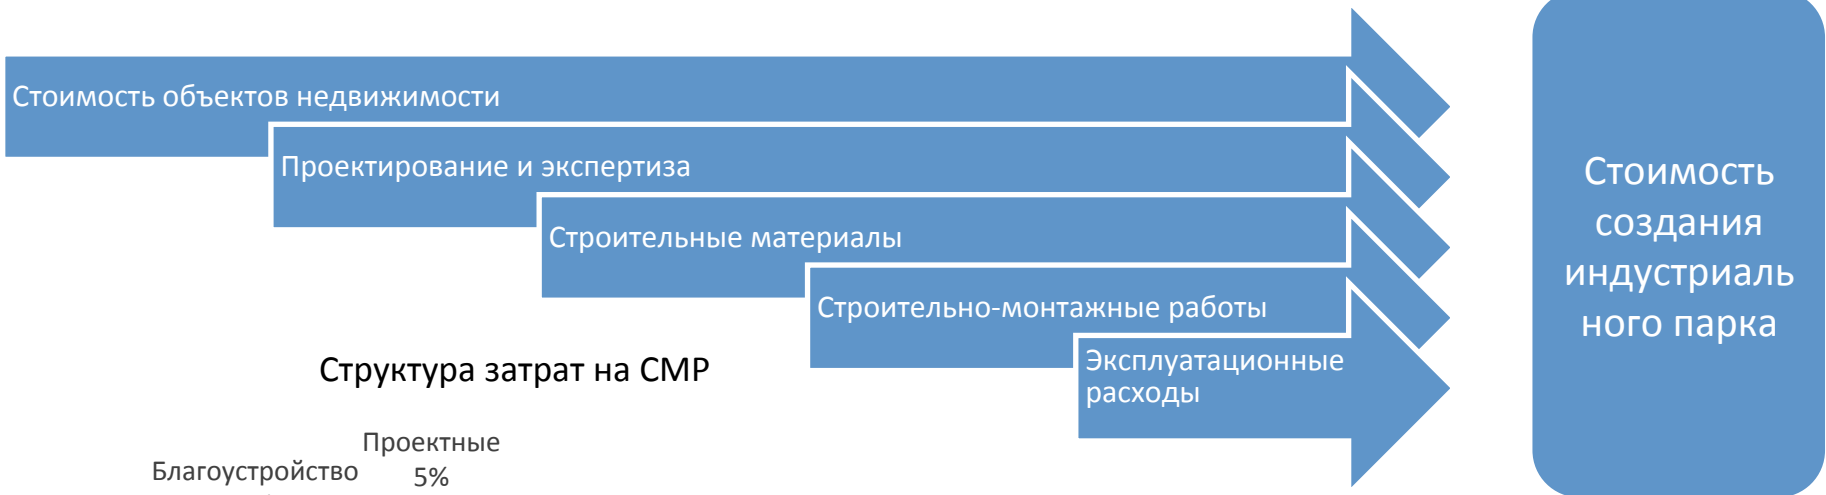 Стоимость объектов недвижимости
Проектирование и экспертиза
Строительные материалы
Строительно-монтажные работы
Эксплуатационные
расходы
Стоимость
создания
индустриаль
ного парка
Структура затрат на СМР
Проектные
5%
Благоустройство